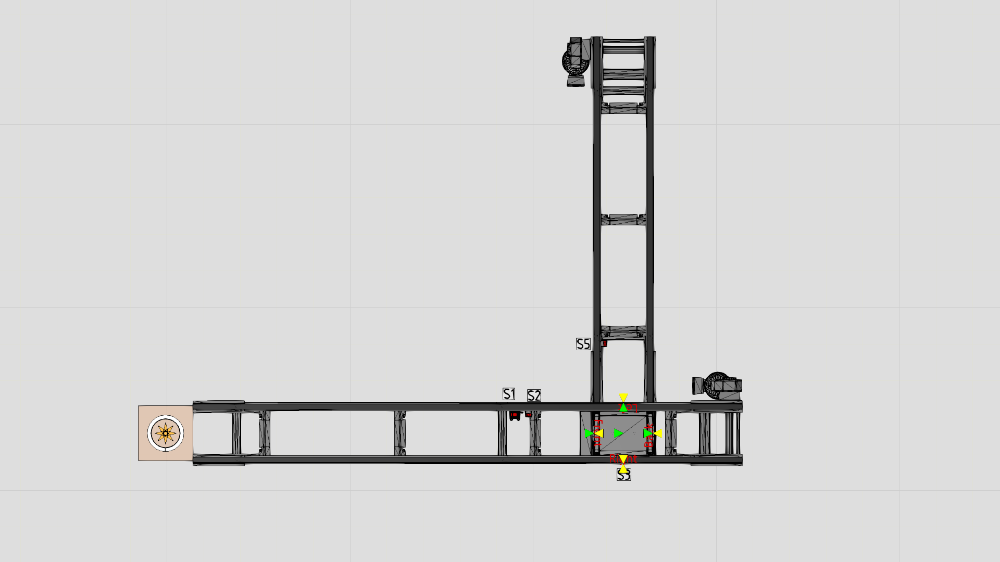 S5
S1
S2
Left
Front
Back
Right
S3